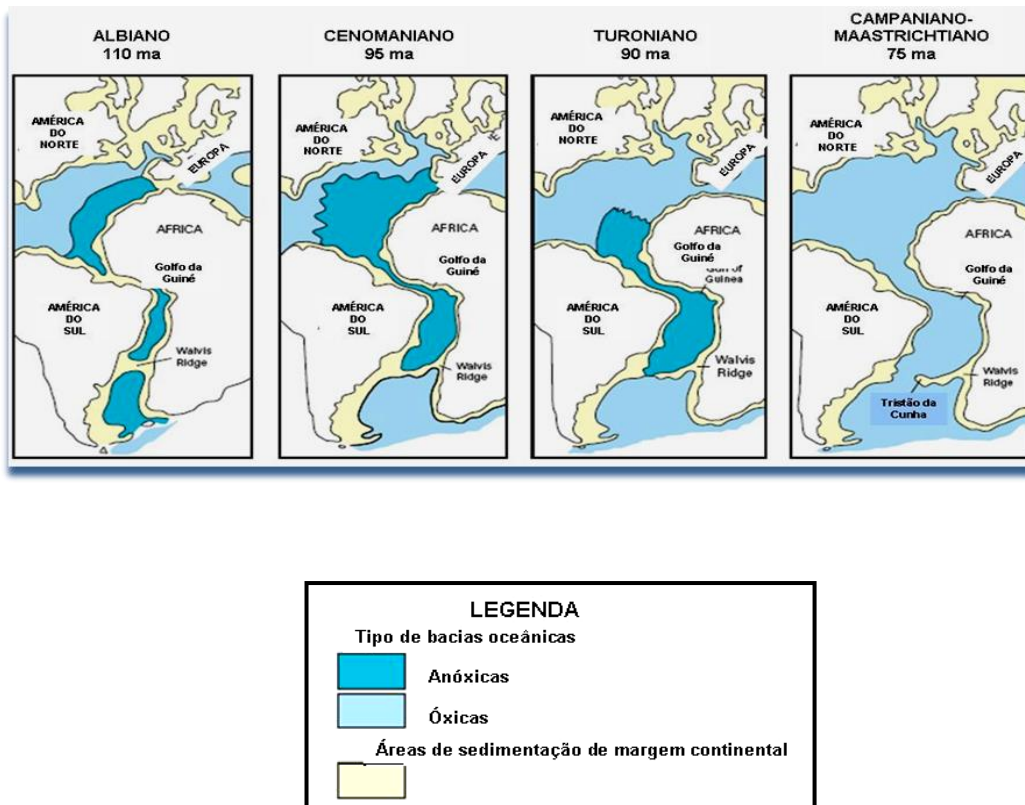 ALBIANO
110 ma
AMÉRICA
DO
NORTE
EUROPA
AFRICA
Golfo da
Guiné
AMÉRICA
DO
SUL
Walvis
Ridge
CENOMANIANO
95 ma
AMÉRICA
DO
NORTE
EUROPA
AFRICA
Golfo da
Guiné
AMÉRICA
DO
SUL
Walvis
Ridge
TURONIANO
90 ma
AMÉRICA
DO
NORTE
EUROPA
AFRICA
Golfo da
Guiné
Gulf of
Guinea
AMÉRICA
DO
SUL
Walvis
Ridge
CAMPANIANO-
MAASTRICHTIANO
75 ma
AMÉRICA
DO
NORTE
EUROPA
AFRICA
Golfo da
Guiné
AMÉRICA
DO
SUL
Walvis
Ridge
Tristão da
Cunha
LEGENDA
Tipo de bacias oceânicas
Anóxicas
Óxicas
Áreas de sedimentação de margem continental